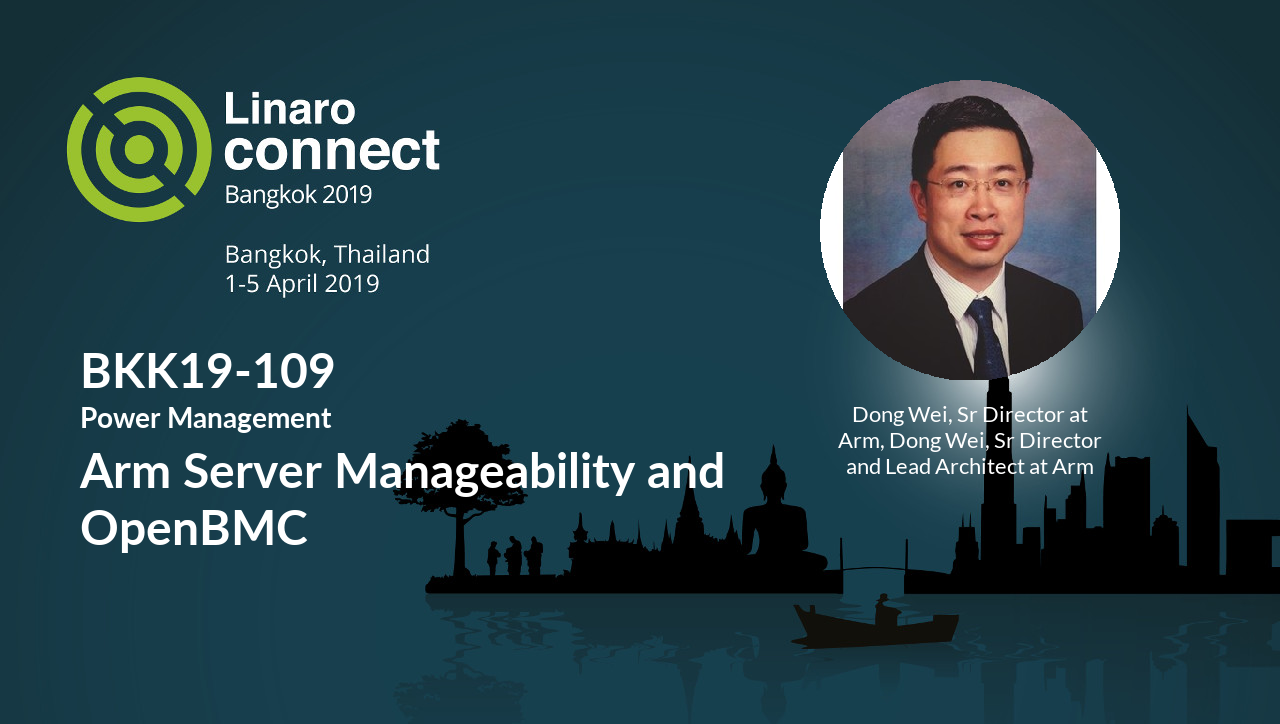 Linaro
connect
Bangkok 2019
Bangkok, Thailand
1-5 April 2019
BKK19-109
Power Management
Arm Server Manageability and
OpenBMC
Dong Wei, Sr Director at
Arm, Dong Wei, Sr Director
and Lead Architect at Arm